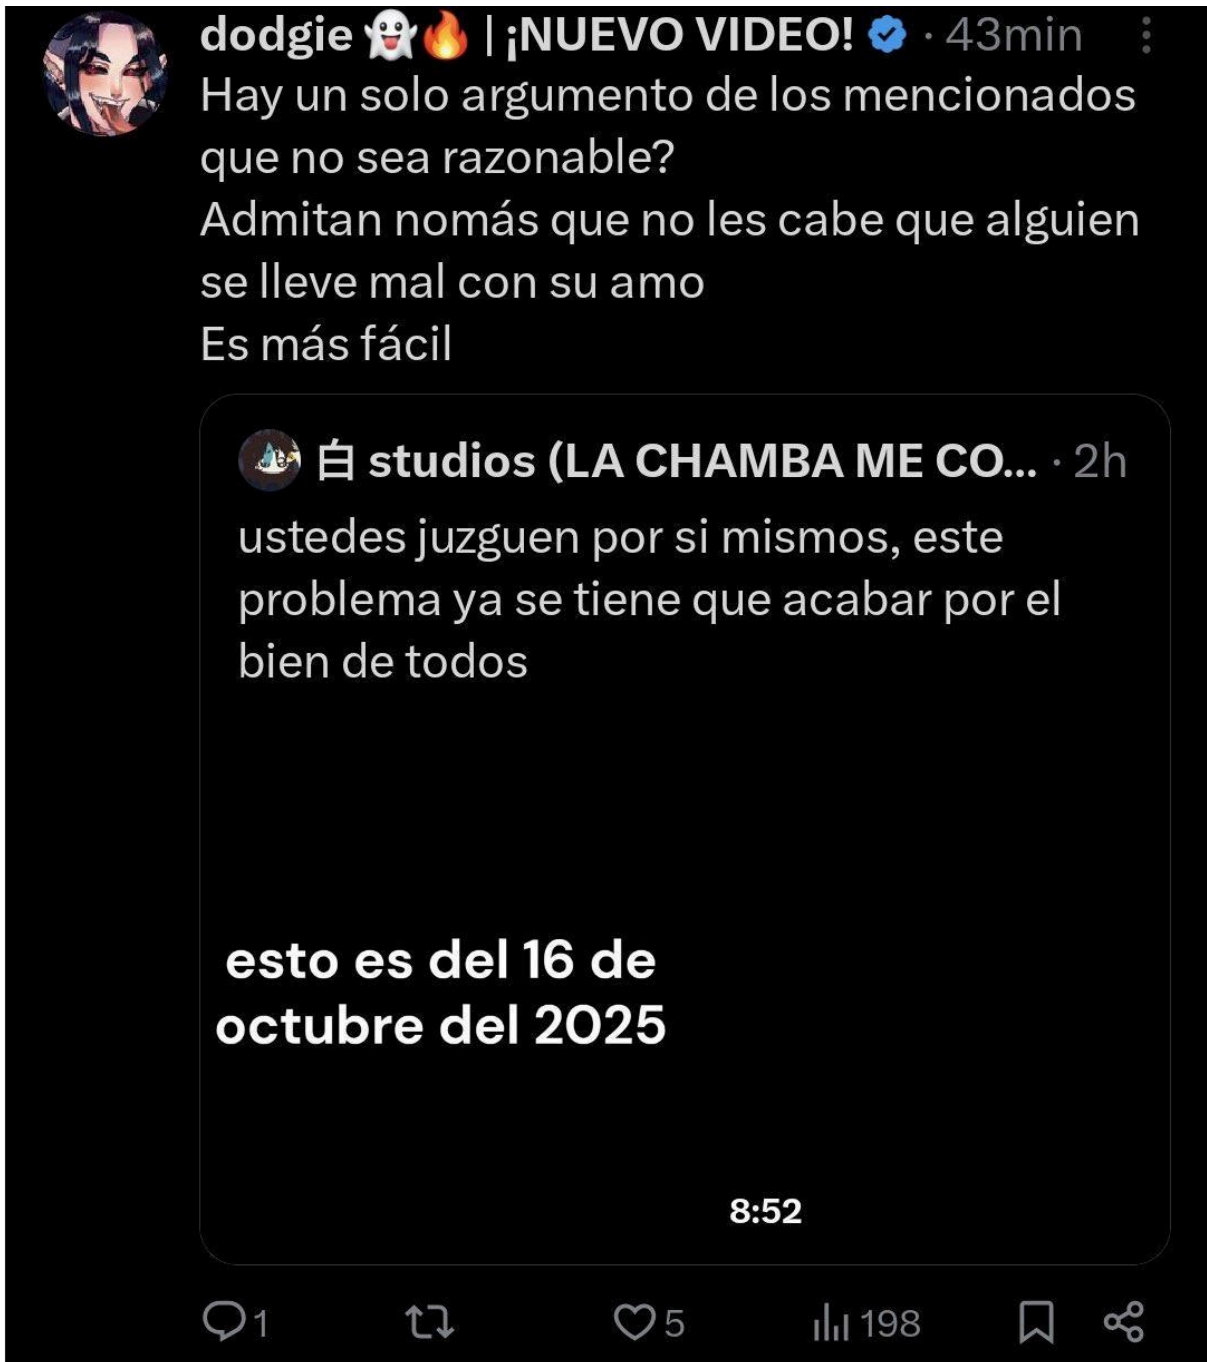 dodgie 👻🔥 | ¡NUEVO VIDEO! · 43min
Hay un solo argumento de los mencionados
que no sea razonable?
Admitan nomás que no les cabe que alguien
se lleve mal con su amo
Es más fácil
白 studios (LA CHAMBA ME CO... · 2h
ustedes juzguen por si mismos, este
problema ya se tiene que acabar por el
bien de todos
esto es del 16 de
octubre del 2025
8:52
1 5 198